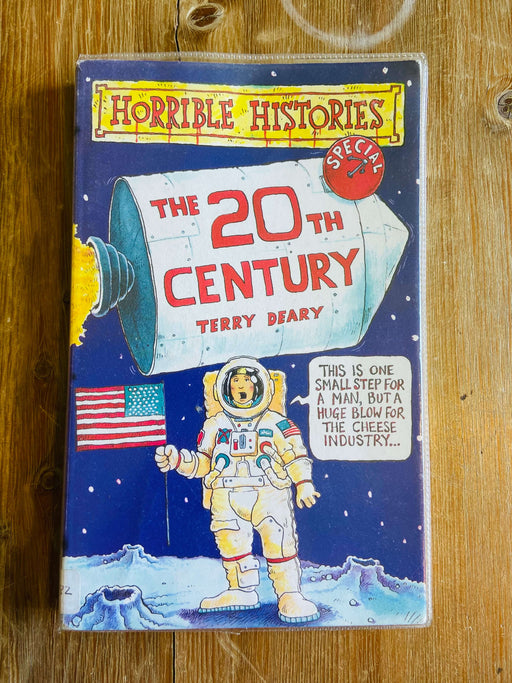 HORRIBLE HISTORIES
SPECIAL
THE 20TH
CENTURY
TERRY DEARY
THIS IS ONE
SMALL STEP FOR
A MAN, BUT A
HUGE BLOW FOR
THE CHEESE
INDUSTRY...